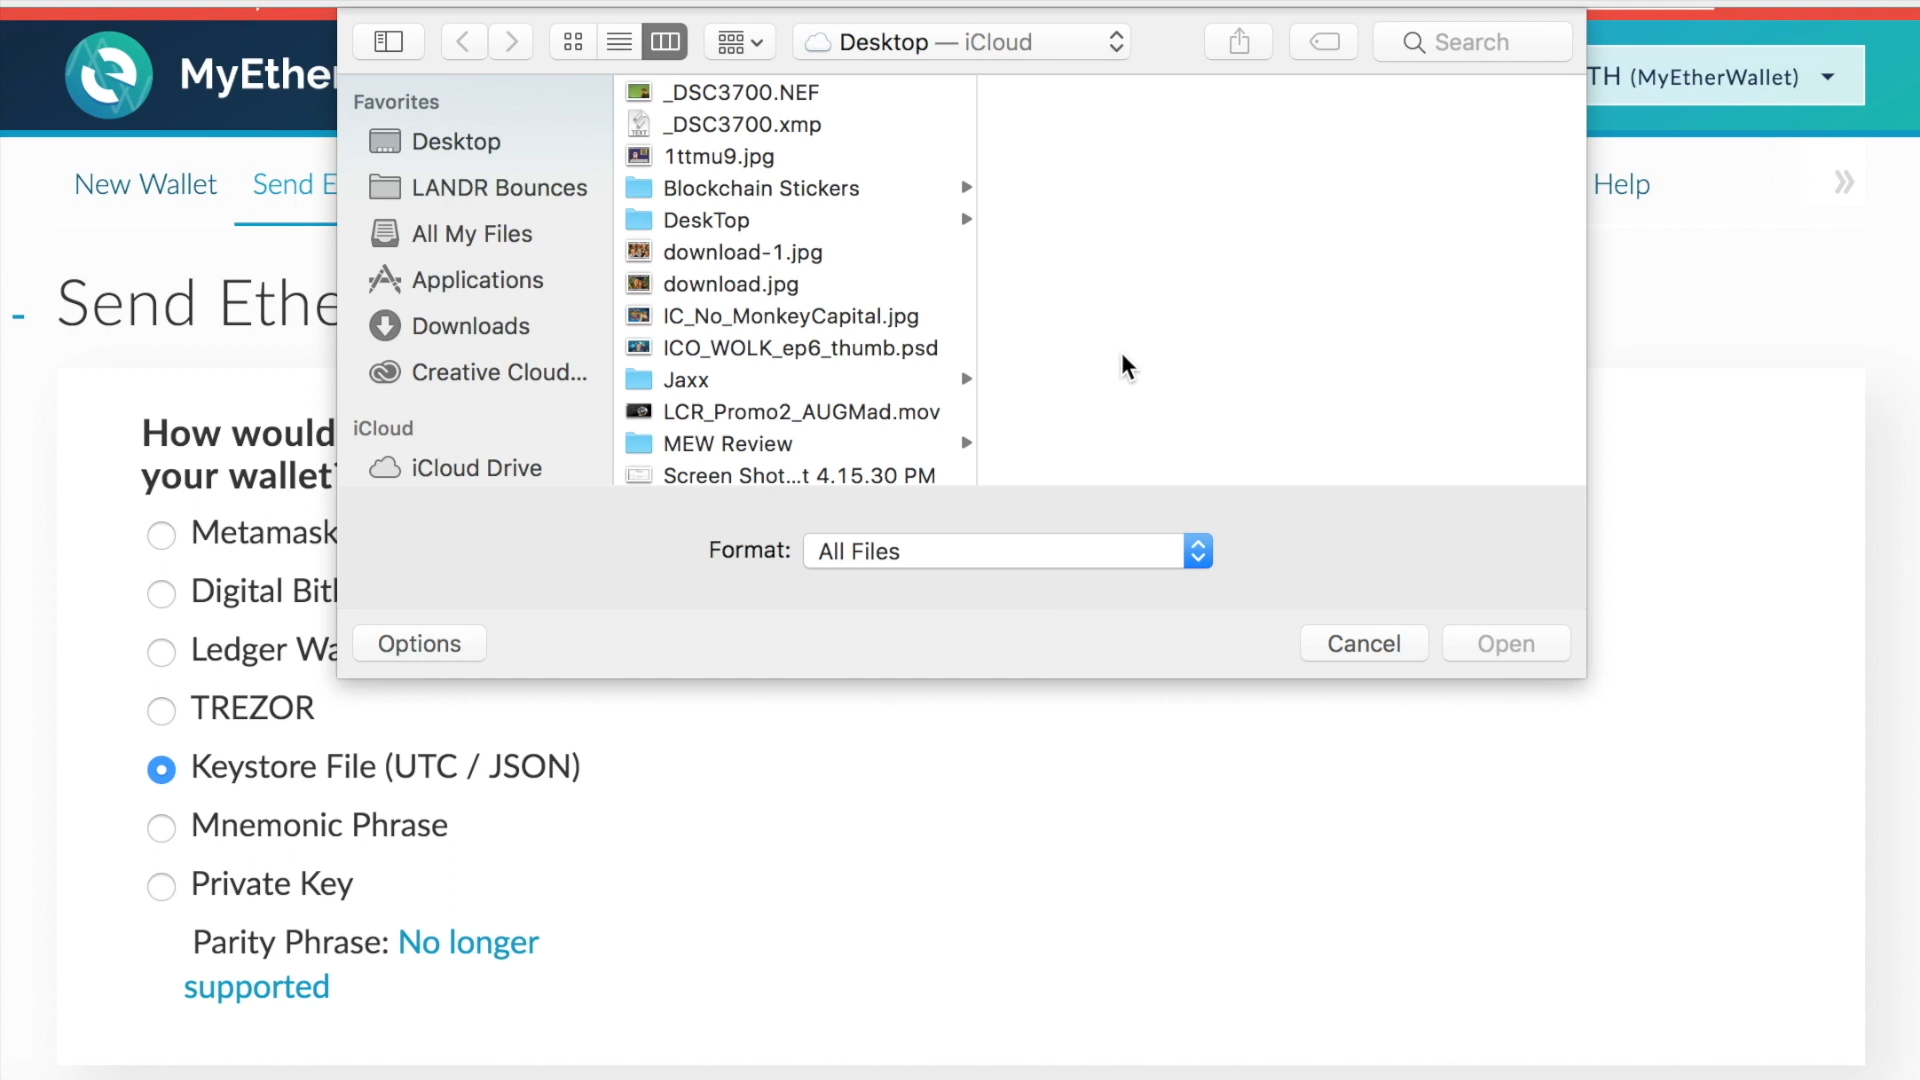 MyEther
Desktop — iCloud
Search
TH (MyEtherWallet)
New Wallet
Send E
Help
Favorites
Desktop
LANDR Bounces
All My Files
Applications
Downloads
Creative Cloud...
iCloud
iCloud Drive
_DSC3700.NEF
_DSC3700.xmp
1ttmu9.jpg
Blockchain Stickers
DeskTop
download-1.jpg
download.jpg
IC_No_MonkeyCapital.jpg
ICO_WOLK_ep6_thumb.psd
Jaxx
LCR_Promo2_AUGMad.mov
MEW Review
Screen Shot...t 4.15.30 PM
Format: All Files
Options
Cancel
Open
Send Ethe
How would
your wallet?
Metamask
Digital Bitb
Ledger Wa
TREZOR
Keystore File (UTC / JSON)
Mnemonic Phrase
Private Key
Parity Phrase: No longer
supported